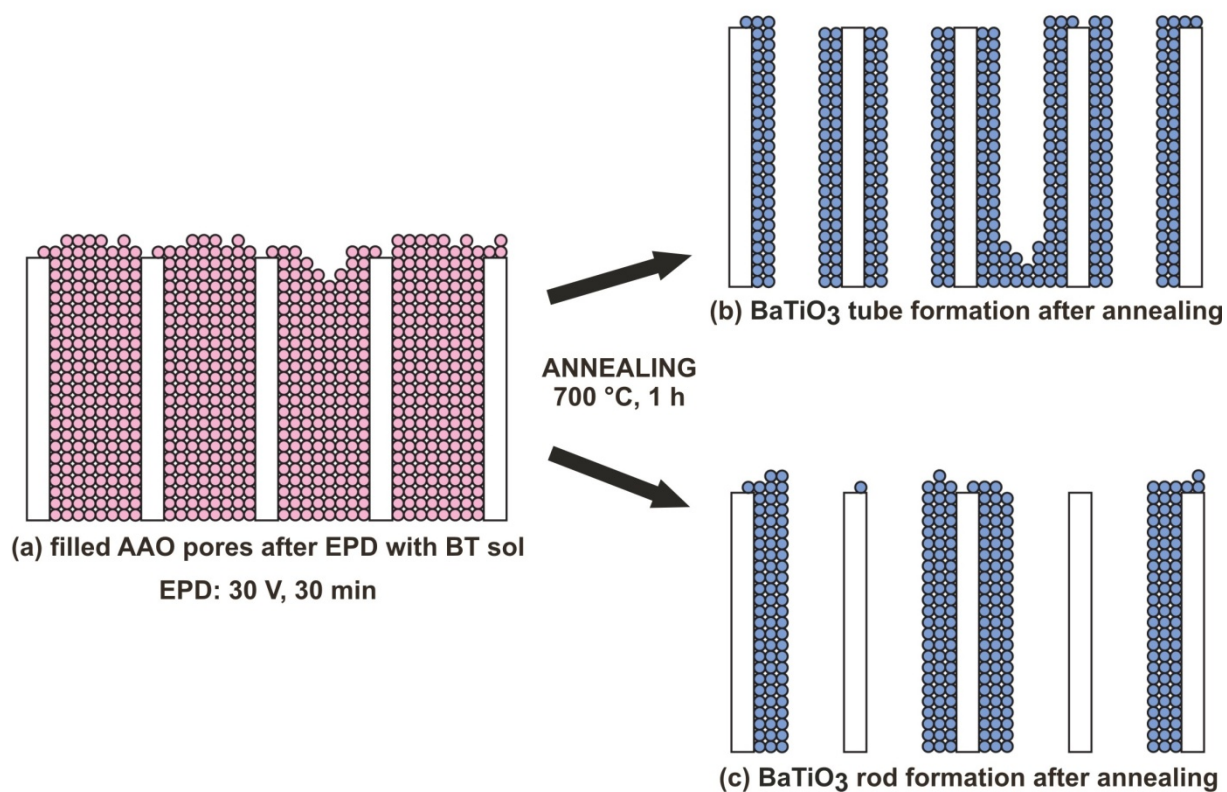 (a) filled AAO pores after EPD with BT sol
EPD: 30 V, 30 min
ANNEALING
700 °C, 1 h
(b) BaTiO3 tube formation after annealing
(c) BaTiO3 rod formation after annealing